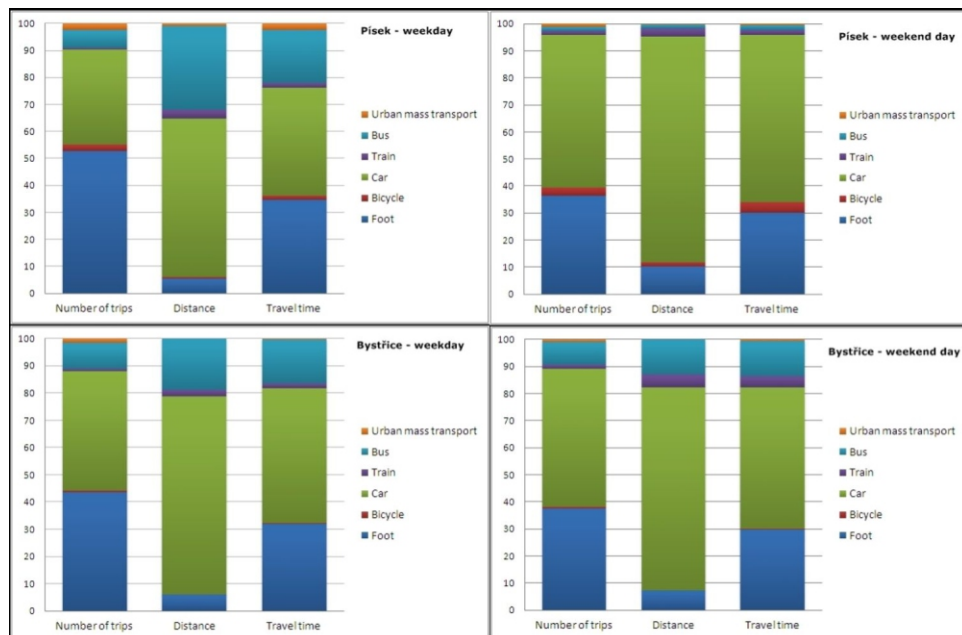 Písek - weekday
100
90
80
70
60
50
40
30
20
10
0
Urban mass transport
Bus
Train
Car
Bicycle
Foot
Number of trips Distance Travel time
Písek - weekend day
100
90
80
70
60
50
40
30
20
10
0
Urban mass transport
Bus
Train
Car
Bicycle
Foot
Number of trips Distance Travel time
Bystřice - weekday
100
90
80
70
60
50
40
30
20
10
0
Urban mass transport
Bus
Train
Car
Bicycle
Foot
Number of trips Distance Travel time
Bystřice - weekend day
100
90
80
70
60
50
40
30
20
10
0
Urban mass transport
Bus
Train
Car
Bicycle
Foot
Number of trips Distance Travel time